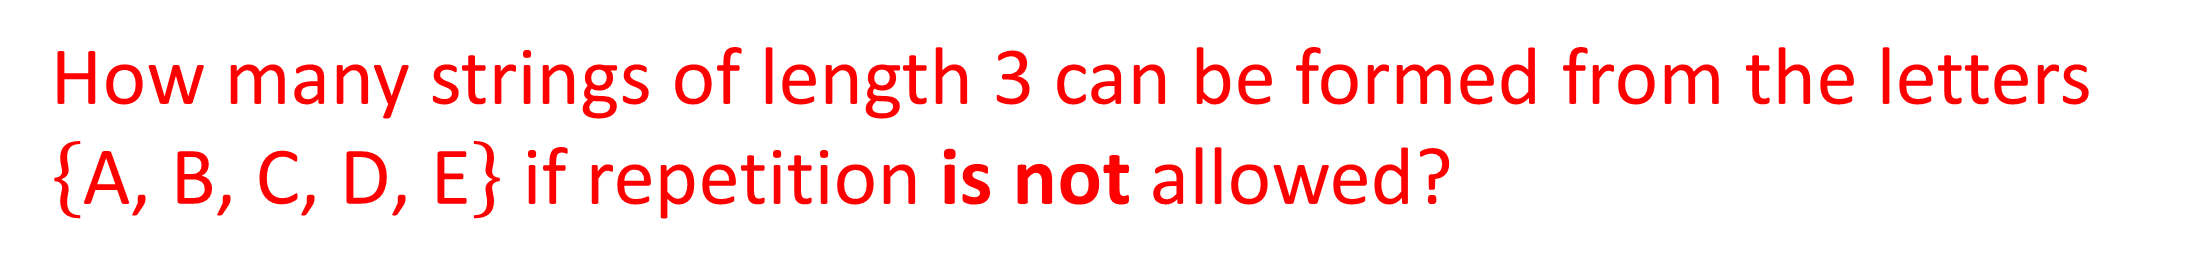 How many strings of length 3 can be formed from the letters
{A, B, C, D, E} if repetition is not allowed?